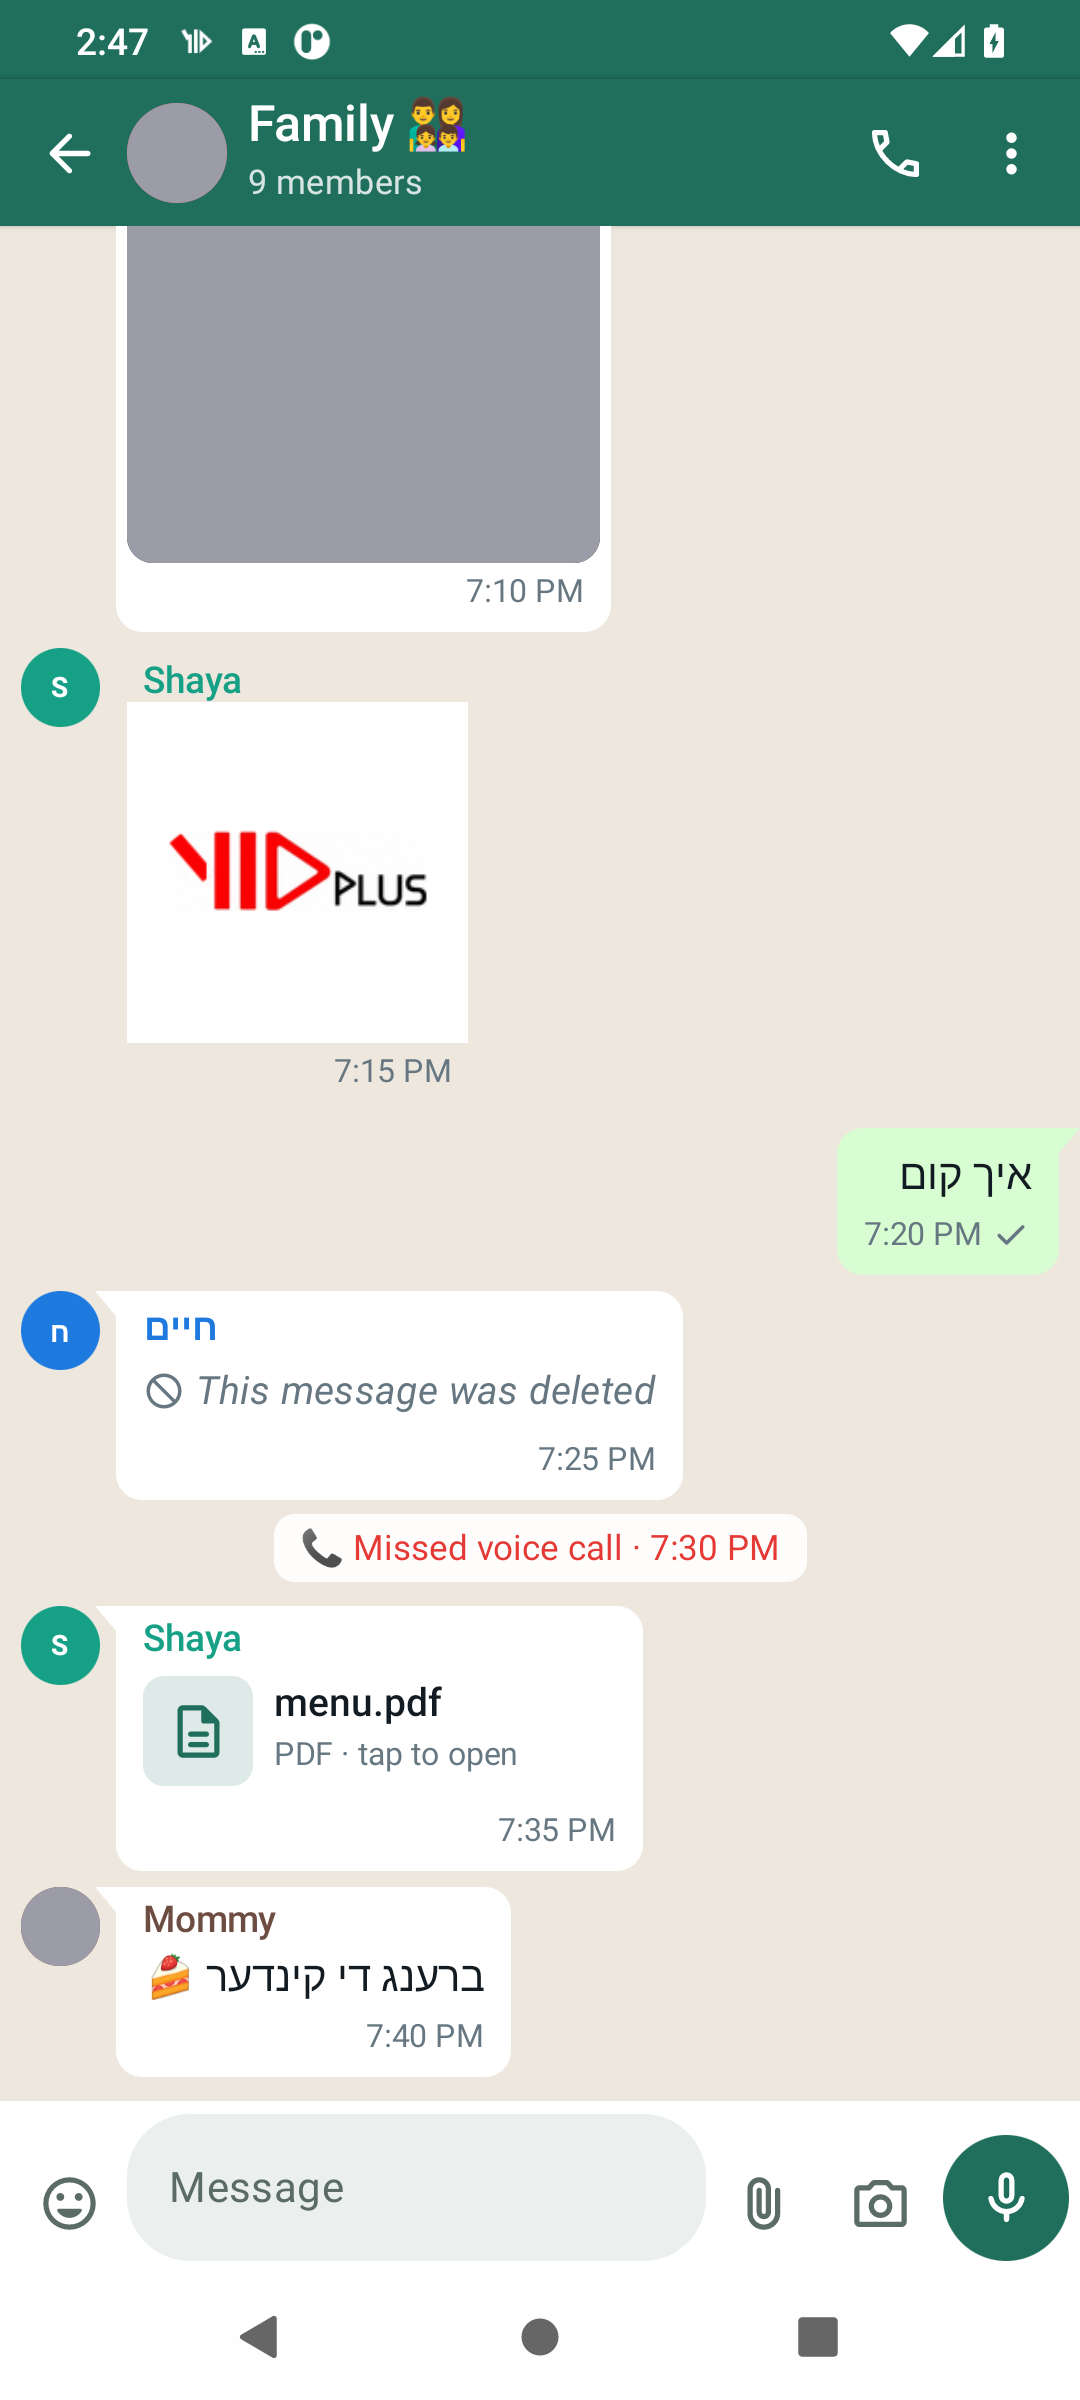 2:47
Family 👨‍👩‍👧‍👦
9 members
7:10 PM
S
Shaya
YID PLUS
7:15 PM
איך קום
7:20 PM
ח
חיים
This message was deleted
7:25 PM
📞 Missed voice call · 7:30 PM
S
Shaya
menu.pdf
PDF · tap to open
7:35 PM
Mommy
ברענג די קינדער 🍰
7:40 PM
Message